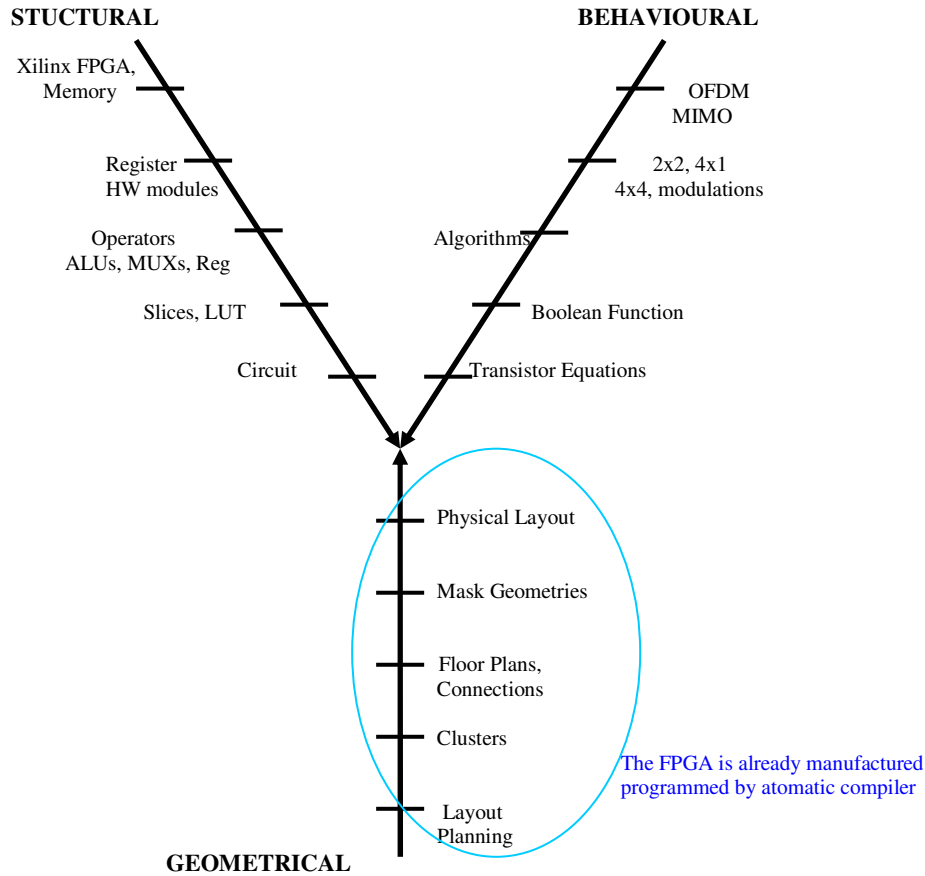 STUCTURAL
BEHAVIOURAL
Xilinx FPGA,
Memory
OFDM
MIMO
Register
HW modules
2x2, 4x1
4x4, modulations
Operators
ALUs, MUXs, Reg
Algorithms
Slices, LUT
Boolean Function
Circuit
Transistor Equations
Physical Layout
Mask Geometries
Floor Plans,
Connections
Clusters
The FPGA is already manufactured
programmed by atomatic compiler
Layout
Planning
GEOMETRICAL